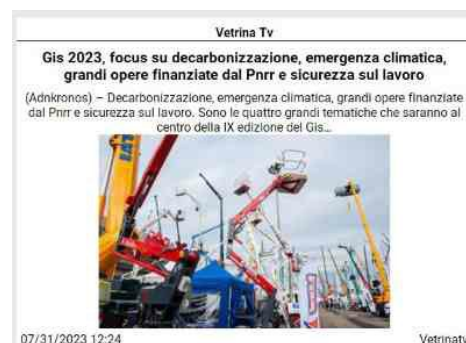 Vetrina Tv
Gis 2023, focus su decarbonizzazione, emergenza climatica,
grandi opere finanziate dal Pnrr e sicurezza sul lavoro
(Adnkronos) – Decarbonizzazione, emergenza climatica, grandi opere finanziate
dal Pnrr e sicurezza sul lavoro. Sono le quattro grandi tematiche che saranno al
centro della IX edizione del Gis...
07/31/2023 12:24
Vetrinatv